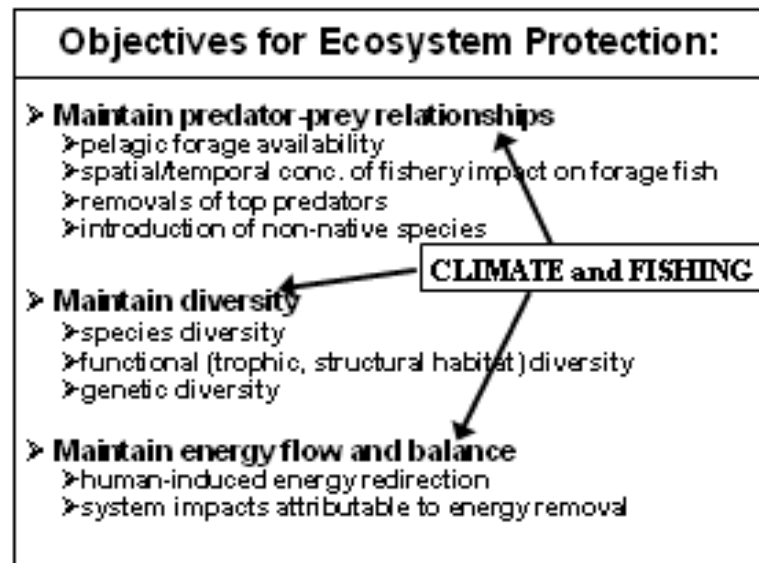 Objectives for Ecosystem Protection:
➢ Maintain predator-prey relationships
➢pelagic forage availability
➢spatial/temporal conc. of fishery impact on forage fish
➢removals of top predators
➢introduction of non-native species
CLIMATE and FISHING
➢ Maintain diversity
➢species diversity
➢functional (trophic, structural habitat) diversity
➢genetic diversity
➢ Maintain energy flow and balance
➢human-induced energy redirection
➢system impacts attributable to energy removal